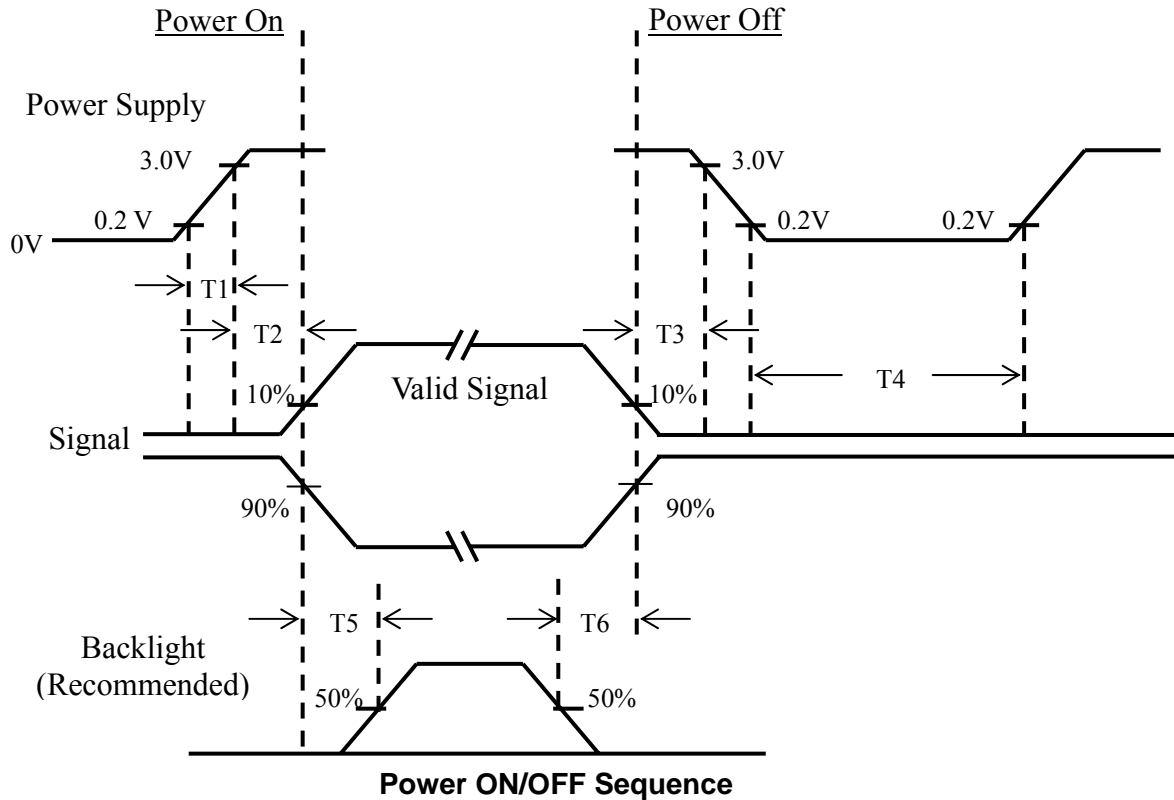 Power On
Power Off
Power Supply
3.0V
3.0V
0.2 V
0.2V
0.2V
0V
T1
T2
T3
T4
10%
Valid Signal
10%
Signal
90%
90%
T5
T6
Backlight
(Recommended)
50%
50%
Power ON/OFF Sequence